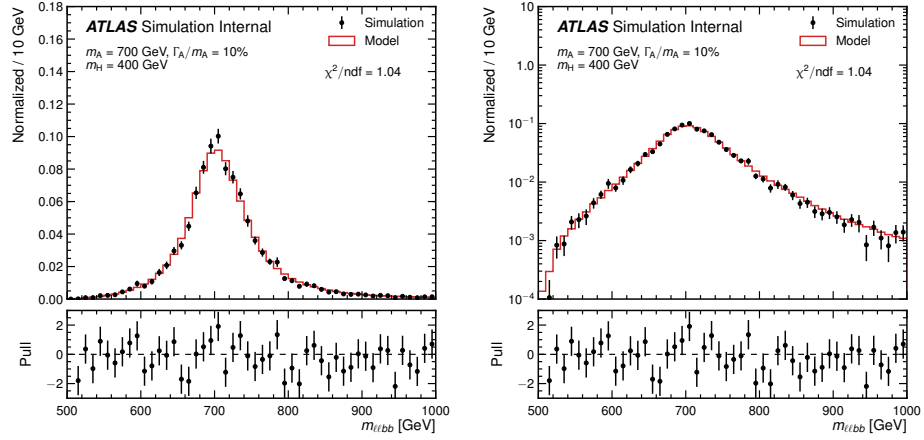 ATLAS Simulation Internal
m_A = 700 GeV, Γ_A/m_A = 10%
m_H = 400 GeV
Simulation
Model
χ²/ndf = 1.04
Normalized / 10 GeV
0.18
0.16
0.14
0.12
0.10
0.08
0.06
0.04
0.02
0.00
Pull
2
0
−2
500 600 700 800 900 1000
m_ℓℓbb [GeV]
ATLAS Simulation Internal
m_A = 700 GeV, Γ_A/m_A = 10%
m_H = 400 GeV
Simulation
Model
χ²/ndf = 1.04
Normalized / 10 GeV
10.0
1.0
10⁻¹
10⁻²
10⁻³
10⁻⁴
Pull
2
0
−2
500 600 700 800 900 1000
m_ℓℓbb [GeV]